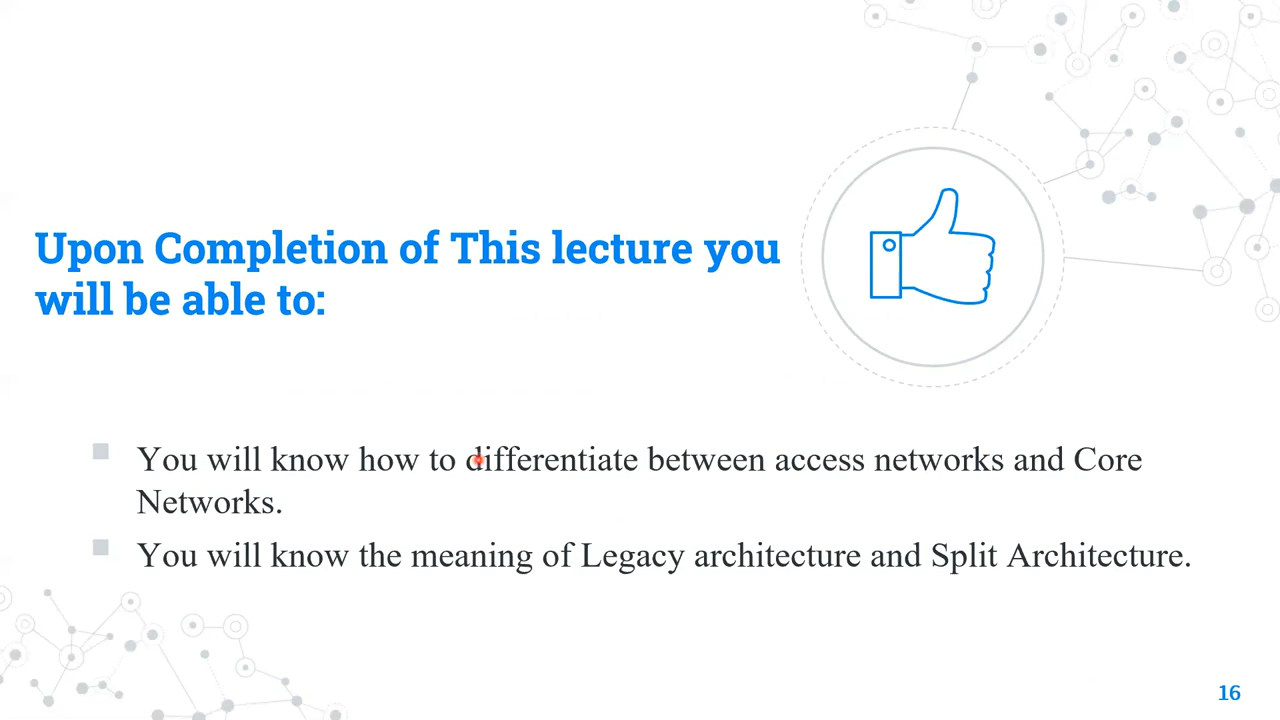 Upon Completion of This lecture you
will be able to:
You will know how to differentiate between access networks and Core
Networks.
You will know the meaning of Legacy architecture and Split Architecture.
16